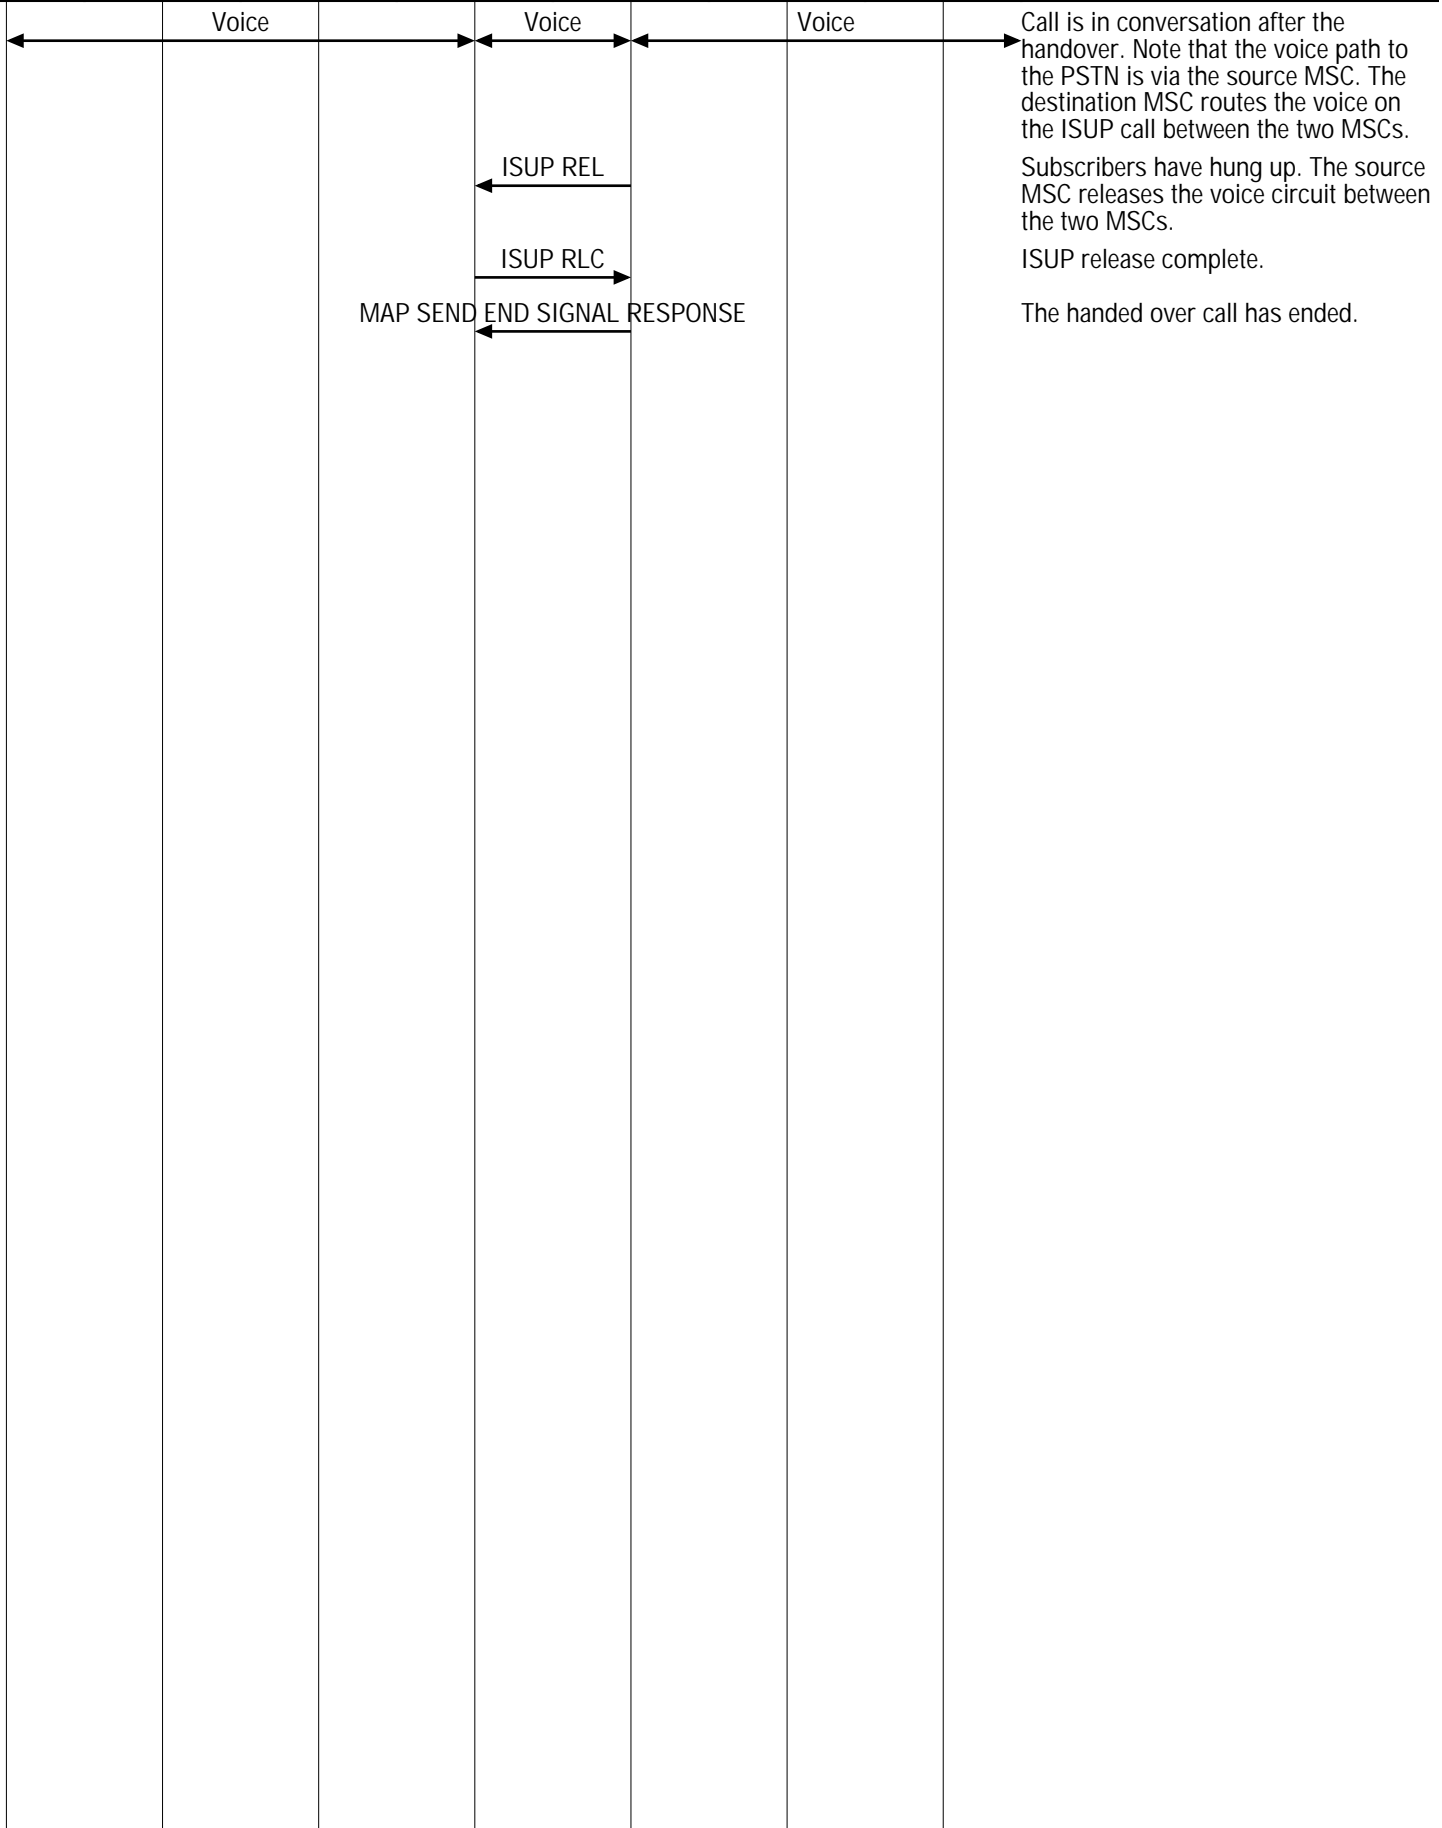 Voice Voice Voice
Call is in conversation after the
handover. Note that the voice path to
the PSTN is via the source MSC. The
destination MSC routes the voice on
the ISUP call between the two MSCs.
ISUP REL
Subscribers have hung up. The source
MSC releases the voice circuit between
the two MSCs.
ISUP RLC
ISUP release complete.
MAP SEND END SIGNAL RESPONSE
The handed over call has ended.